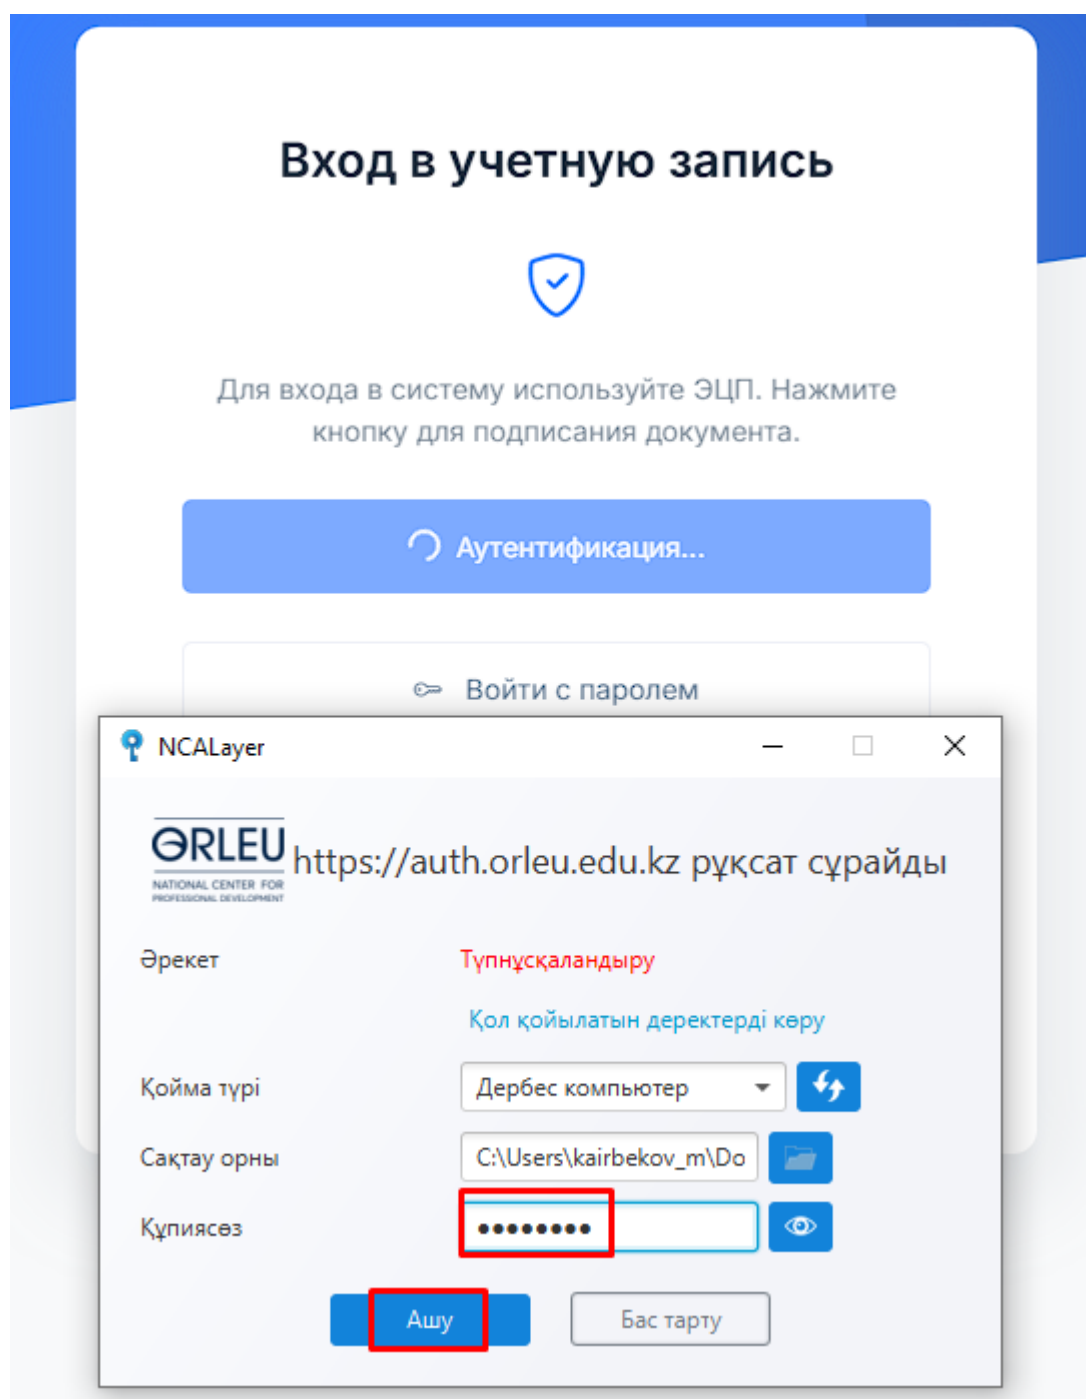 Вход в учетную запись
Для входа в систему используйте ЭЦП. Нажмите
кнопку для подписания документа.
Аутентификация...
Войти с паролем
NCALayer
ӨRLEU
NATIONAL CENTER FOR
PROFESSIONAL DEVELOPMENT
https://auth.orleu.edu.kz рұқсат сұрайды
Әрекет Түпнұсқаландыру
Қол қойылатын деректерді көру
Қойма түрі Дербес компьютер
Сақтау орны C:\Users\kairbekov_m\Do
Құпиясөз ••••••••
Ашу Бас тарту